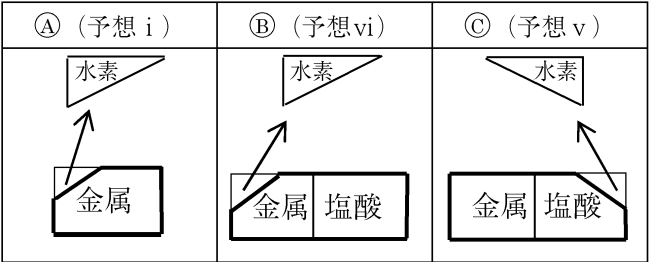 Ⓐ（予想ⅰ） Ⓑ（予想ⅵ） Ⓒ（予想ⅴ）
水素 水素 水素
金属 金属 塩酸 金属 塩酸